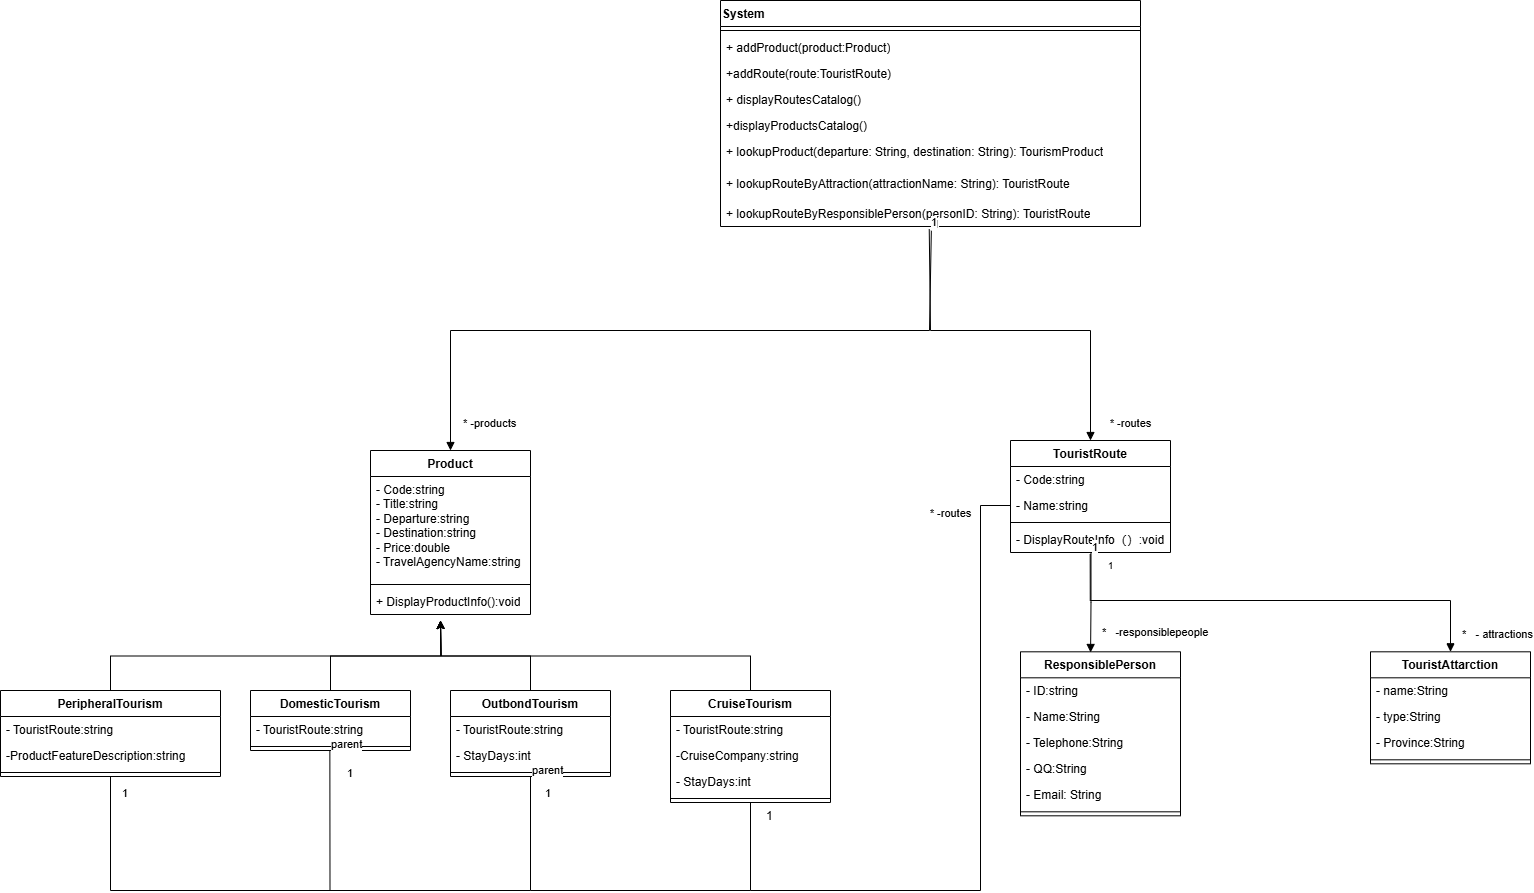 System
+ addProduct(product:Product)
+addRoute(route:TouristRoute)
+ displayRoutesCatalog()
+displayProductsCatalog()
+ lookupProduct(departure: String, destination: String): TourismProduct
+ lookupRouteByAttraction(attractionName: String): TouristRoute
+ lookupRouteByResponsiblePerson(personID: String): TouristRoute
1
* -products
* -routes
Product
- Code:string
- Title:string
- Departure:string
- Destination:string
- Price:double
- TravelAgencyName:string
+ DisplayProductInfo():void
TouristRoute
- Code:string
- Name:string
- DisplayRouteInfo（）:void
* -routes
1
1
* -responsiblepeople
* - attractions
ResponsiblePerson
- ID:string
- Name:String
- Telephone:String
- QQ:String
- Email: String
TouristAttarction
- name:String
- type:String
- Province:String
PeripheralTourism
- TouristRoute:string
-ProductFeatureDescription:string
1
DomesticTourism
- TouristRoute:string
parent
1
OutbondTourism
- TouristRoute:string
- StayDays:int
parent
1
CruiseTourism
- TouristRoute:string
-CruiseCompany:string
- StayDays:int
1